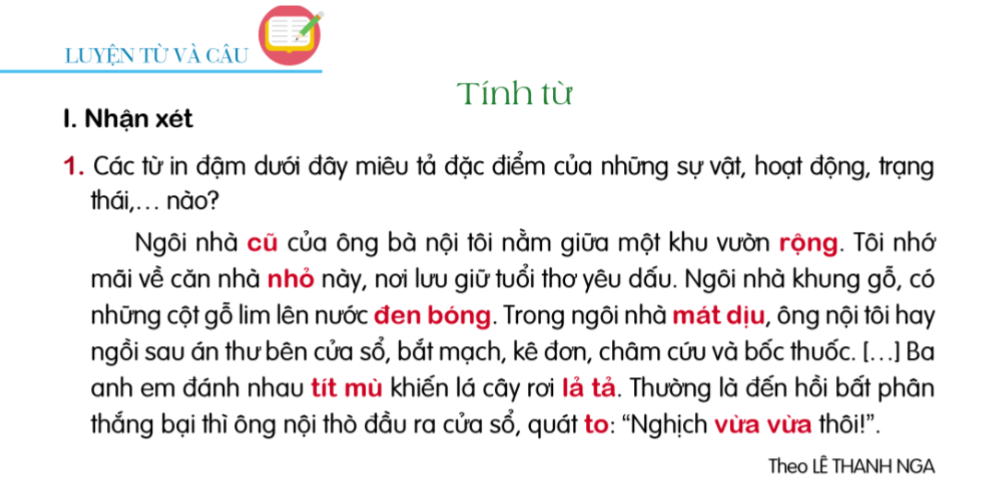 LUYỆN TỪ VÀ CÂU
Tính từ
I. Nhận xét
1. Các từ in đậm dưới đây miêu tả đặc điểm của những sự vật, hoạt động, trạng
thái,... nào?
Ngôi nhà cũ của ông bà nội tôi nằm giữa một khu vườn rộng. Tôi nhớ
mãi về căn nhà nhỏ này, nơi lưu giữ tuổi thơ yêu dấu. Ngôi nhà khung gỗ, có
những cột gỗ lim lên nước đen bóng. Trong ngôi nhà mát dịu, ông nội tôi hay
ngồi sau án thư bên cửa sổ, bắt mạch, kê đơn, châm cứu và bốc thuốc. [...] Ba
anh em đánh nhau tít mù khiến lá cây rơi lả tả. Thường là đến hồi bất phân
thắng bại thì ông nội thò đầu ra cửa sổ, quát to: “Nghịch vừa vừa thôi!”.
Theo LÊ THANH NGA